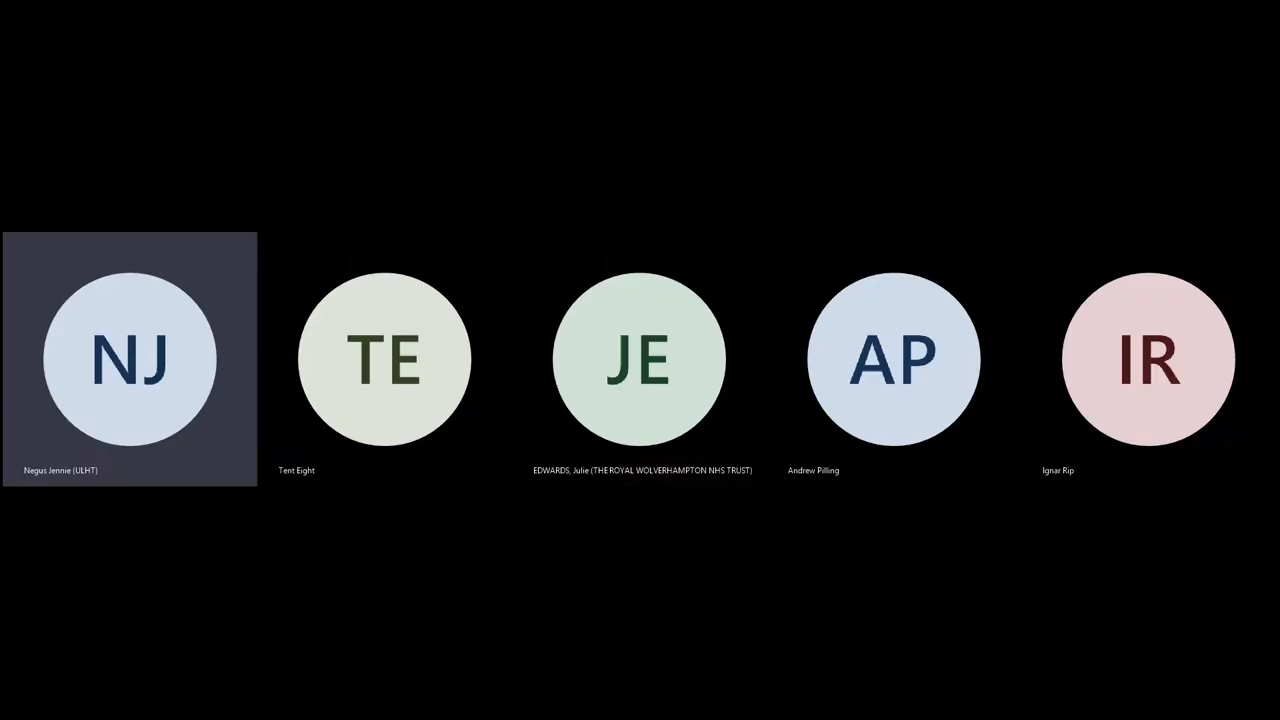 NJ
TE
JE
AP
IR
Negus Jennie (ULHT)
Tent Eight
EDWARDS, Julie (THE ROYAL WOLVERHAMPTON NHS TRUST)
Andrew Pilling
Ignar Rip